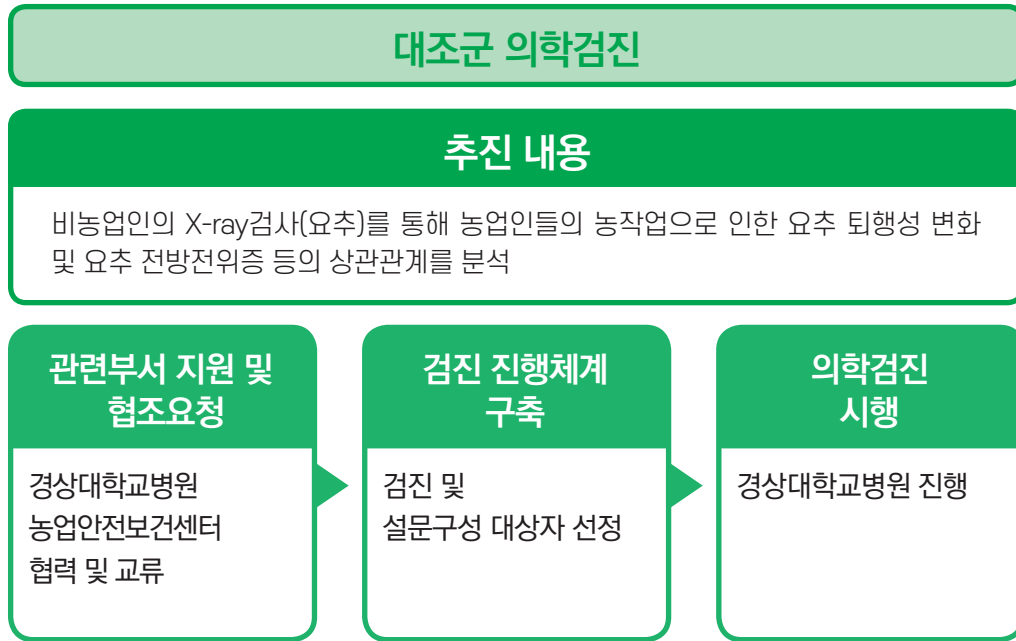 대조군 의학검진
추진 내용
비농업인의 X-ray검사(요추)를 통해 농업인들의 농작업으로 인한 요추 퇴행성 변화
및 요추 전방전위증 등의 상관관계를 분석
관련부서 지원 및
협조요청
경상대학교병원
농업안전보건센터
협력 및 교류
검진 진행체계
구축
검진 및
설문구성 대상자 선정
의학검진
시행
경상대학교병원 진행